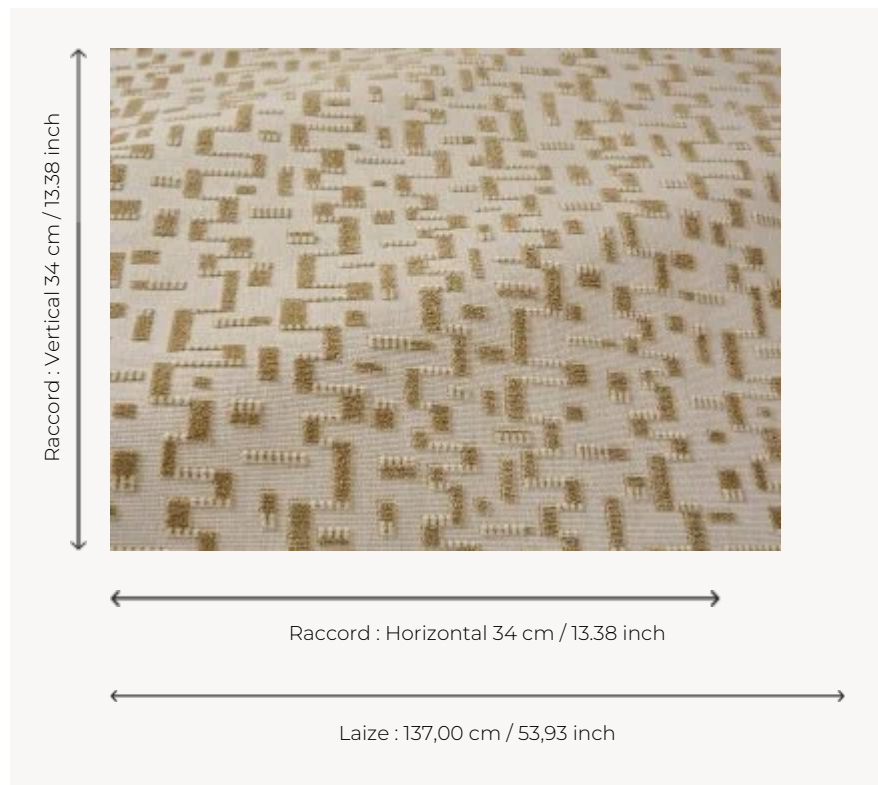 Raccord : Vertical 34 cm / 13.38 inch
Raccord : Horizontal 34 cm / 13.38 inch
Laize : 137,00 cm / 53,93 inch